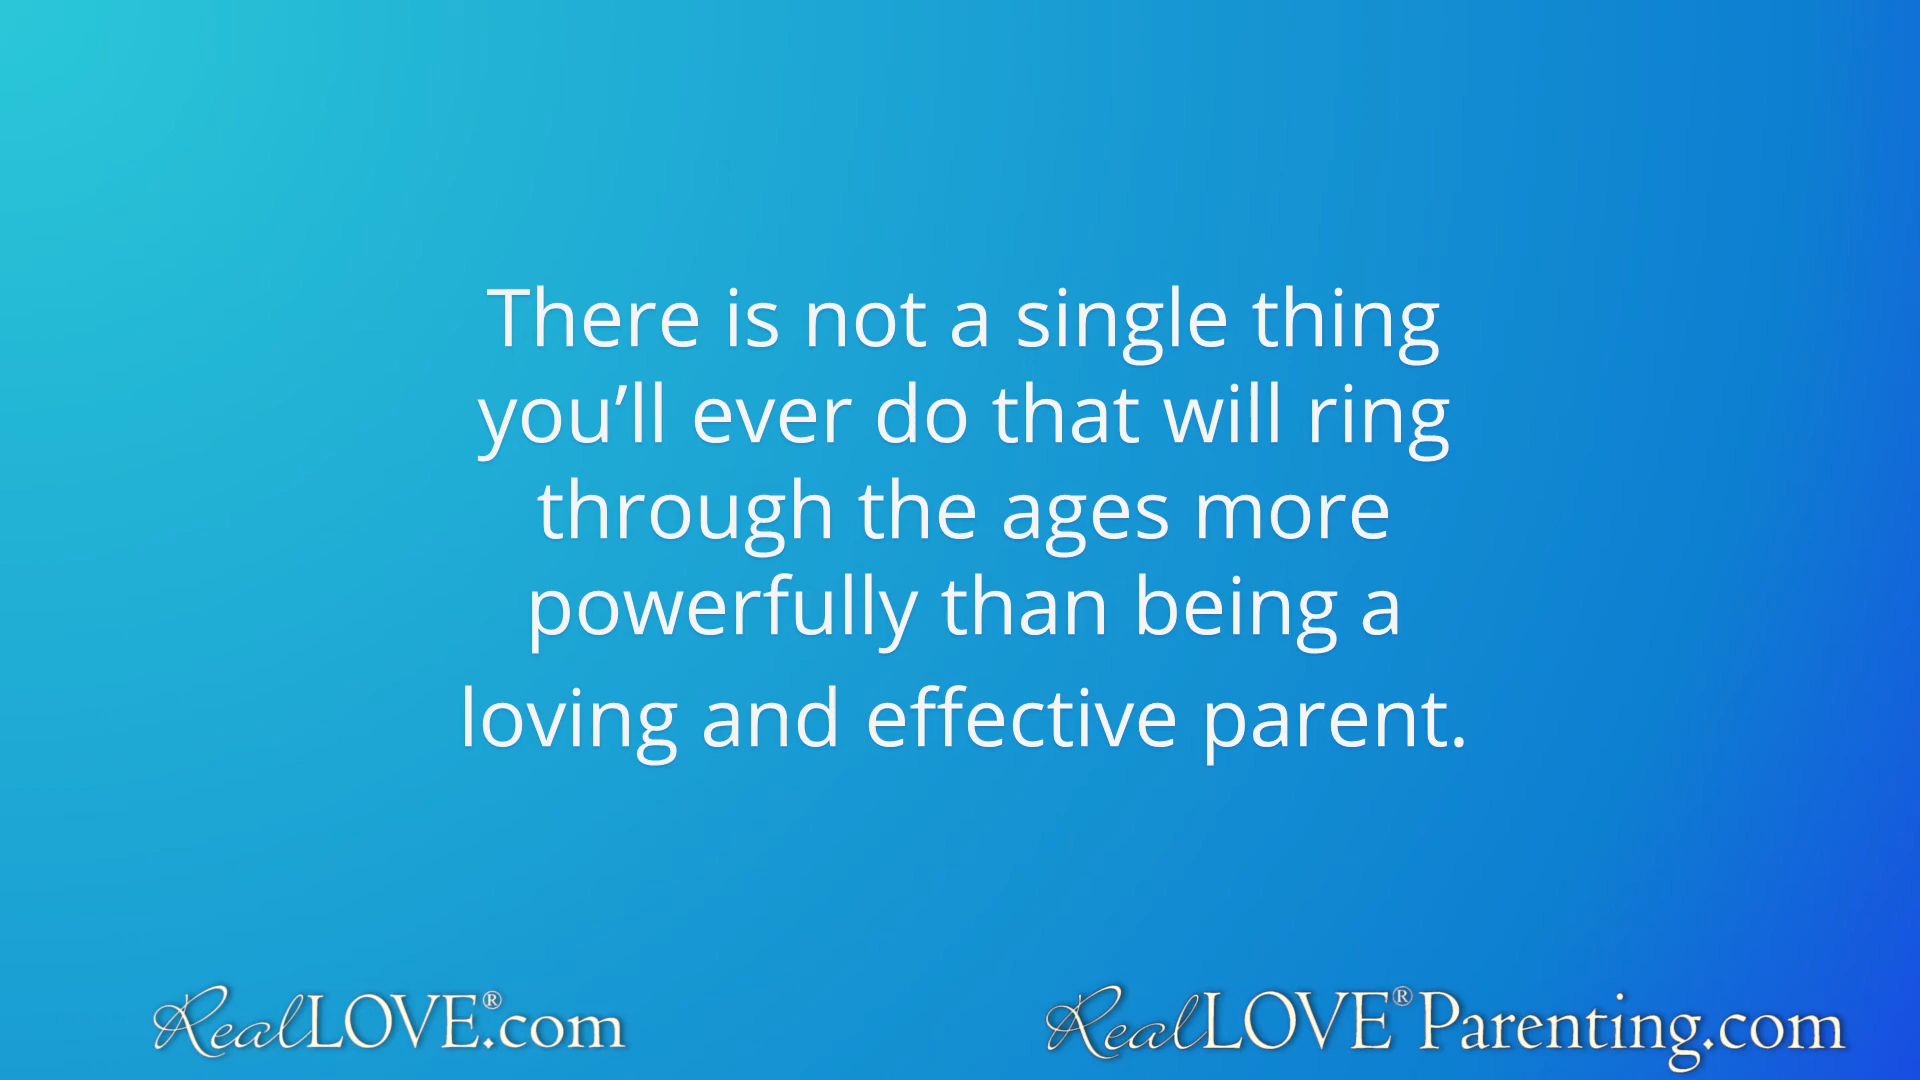 There is not a single thing
you’ll ever do that will ring
through the ages more
powerfully than being a
loving and effective parent.
RealLOVE®.com
RealLOVE®Parenting.com